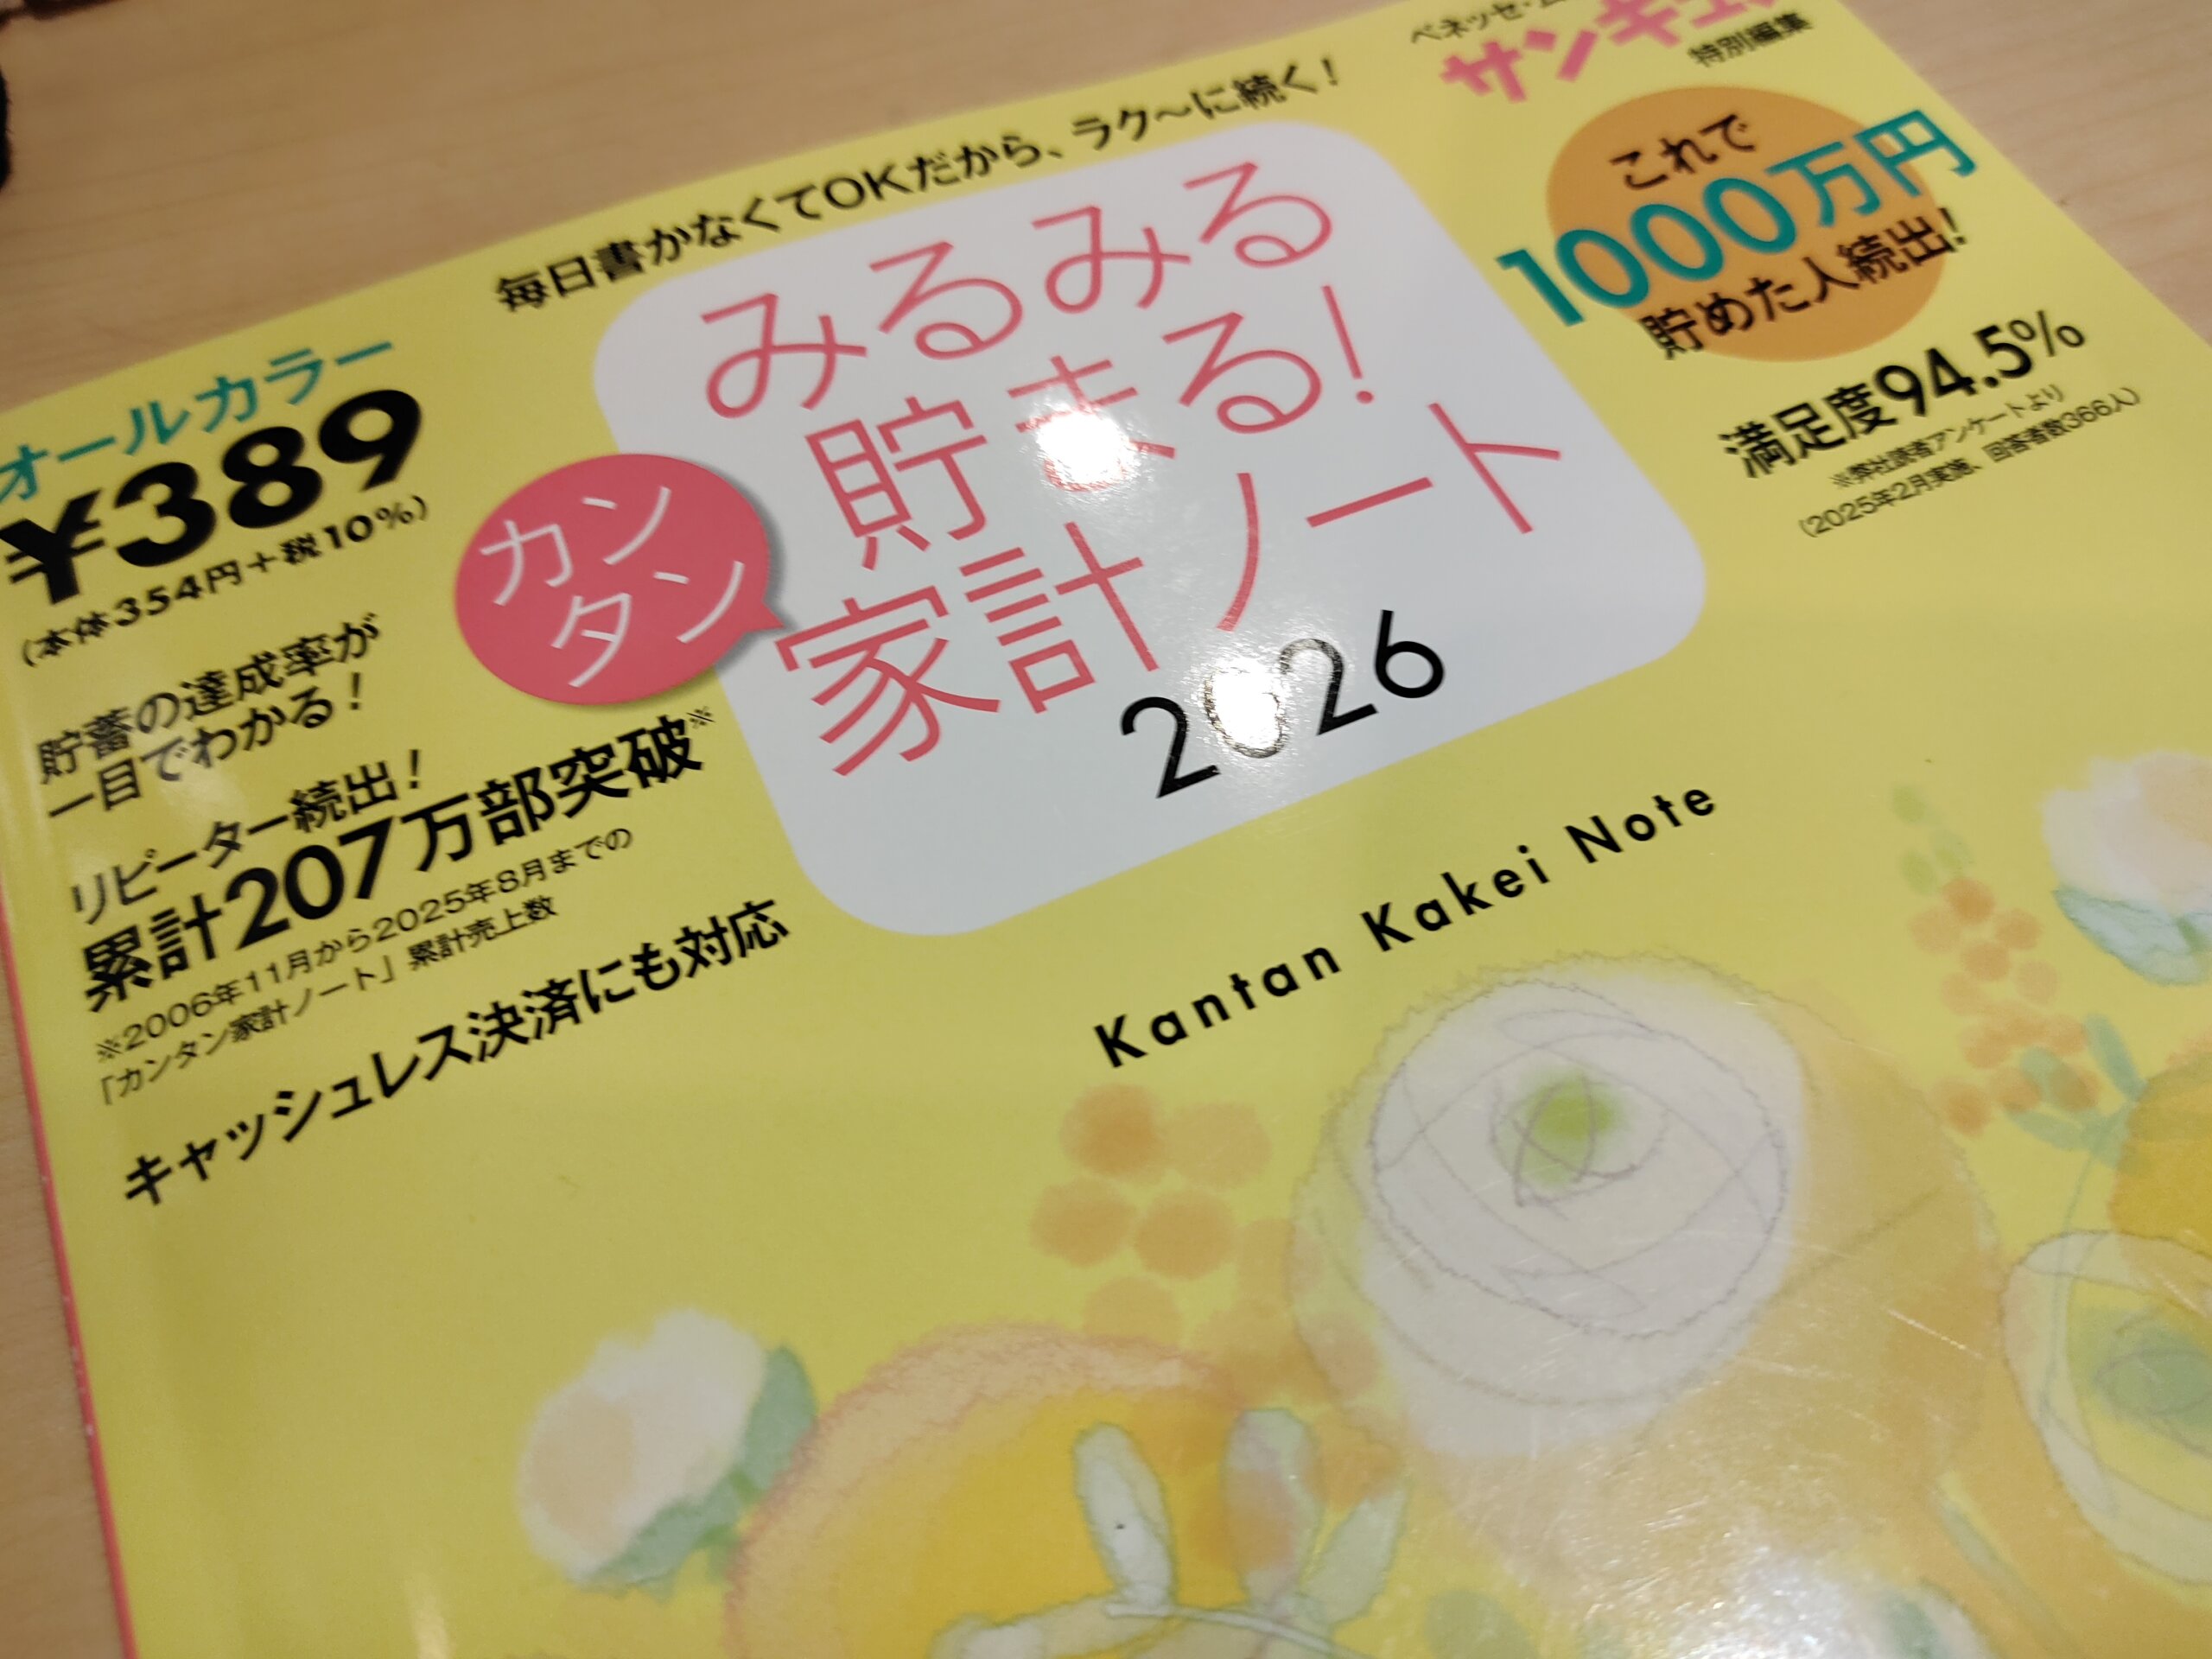 ベネッセ・
サンキュ
特別編集
毎日書かなくてOKだから、ラク〜に続く!
みるみる
貯まる!
カンタン
家計ノート
2026
Kantan Kakei Note
これで
1000万円
貯めた人続出!
満足度94.5%
※弊社読者アンケートより
(2025年2月実施、回答者数366人)
オールカラー
¥389
(本体354円+税10%)
貯蓄の達成率が
一目でわかる!
リピーター続出!
累計207万部突破※
※2006年11月から2025年8月までの
「カンタン家計ノート」累計売上数
キャッシュレス決済にも対応